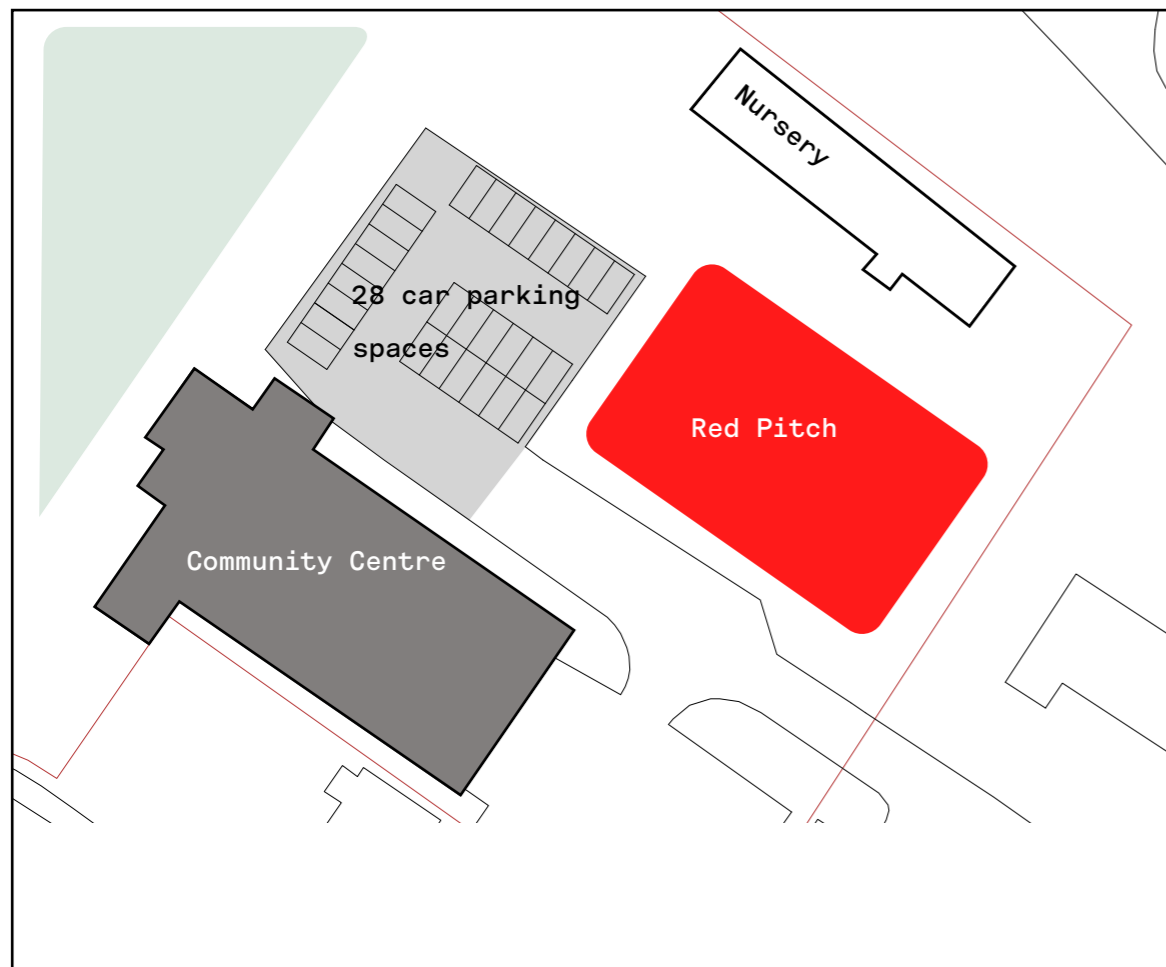 Nursery
28 car parking
spaces
Red Pitch
Community Centre